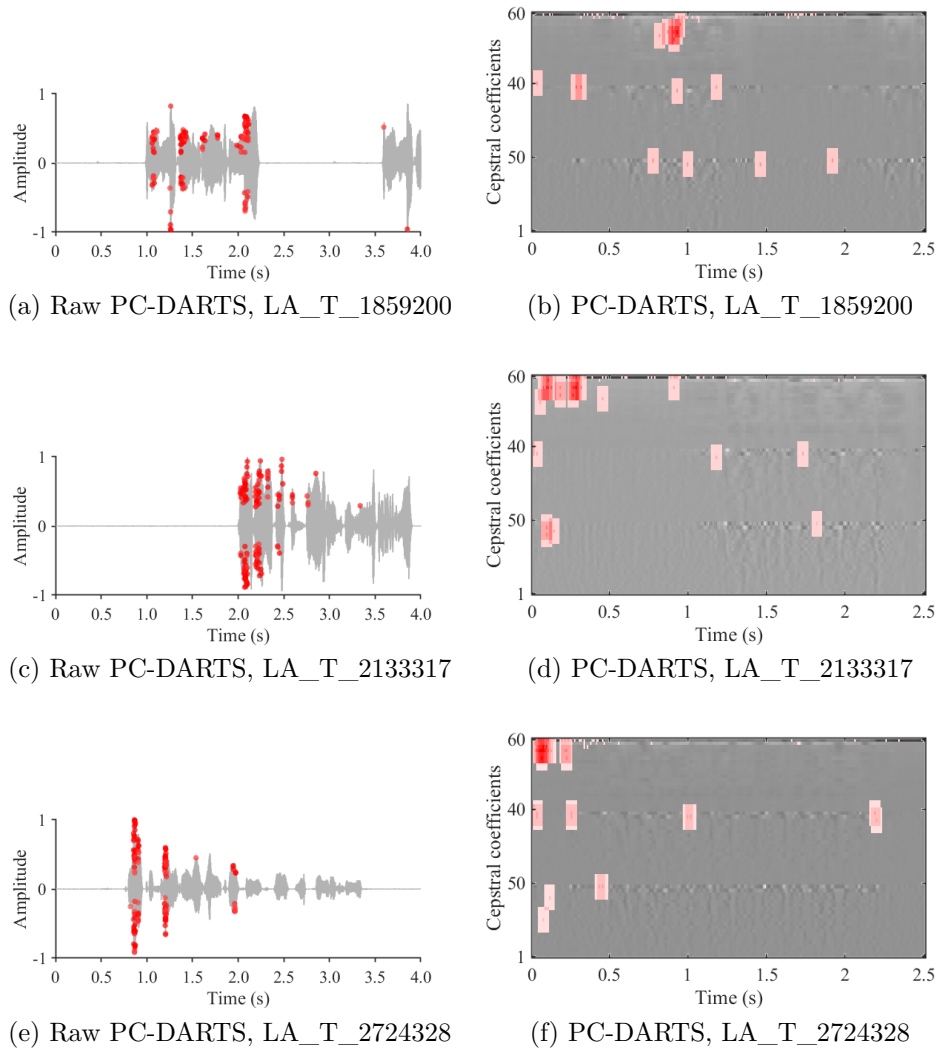 1
0
-1
Amplitude
0 0.5 1.0 1.5 2.0 2.5 3.0 3.5 4.0
Time (s)
60
40
50
1
Cepstral coefficients
0 0.5 1 1.5 2 2.5
Time (s)
(a) Raw PC-DARTS, LA_T_1859200
(b) PC-DARTS, LA_T_1859200
1
0
-1
Amplitude
0 0.5 1.0 1.5 2.0 2.5 3.0 3.5 4.0
Time (s)
60
40
50
1
Cepstral coefficients
0 0.5 1 1.5 2 2.5
Time (s)
(c) Raw PC-DARTS, LA_T_2133317
(d) PC-DARTS, LA_T_2133317
1
0
-1
Amplitude
0 0.5 1.0 1.5 2.0 2.5 3.0 3.5 4.0
Time (s)
60
40
50
1
Cepstral coefficients
0 0.5 1 1.5 2 2.5
Time (s)
(e) Raw PC-DARTS, LA_T_2724328
(f) PC-DARTS, LA_T_2724328